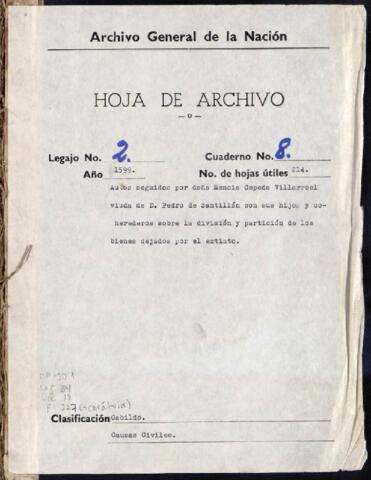 Archivo General de la Nación
HOJA DE ARCHIVO
—o—
Legajo No. 2. Cuaderno No. 8.
Año 1599. No. de hojas útiles 214.
Autos seguidos por doña Mencia Cepeda Villarroel
viuda de D. Pedro de Santillán con sus hijos y co-
herederos sobre la división y partición de los
bienes dejados por el extinto.
F. 227 (+carátula)
Clasificación Cabildo.
Causas Civiles.